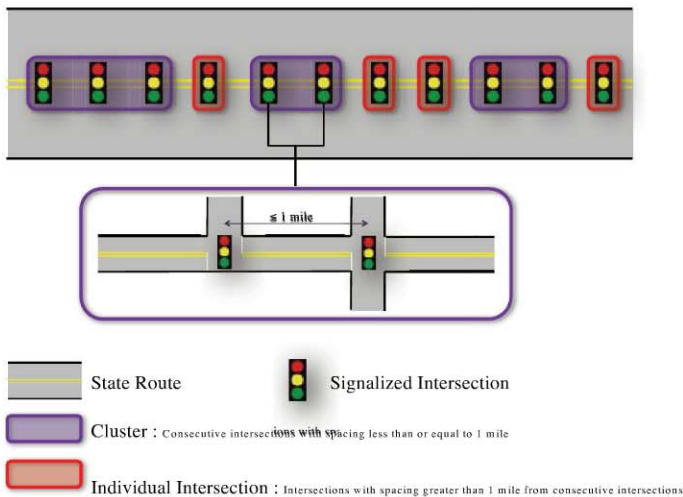 ≤ 1 mile
State Route
Signalized Intersection
Cluster : Consecutive intersections with spacing less than or equal to 1 mile
Individual Intersection : Intersections with spacing greater than 1 mile from consecutive intersections